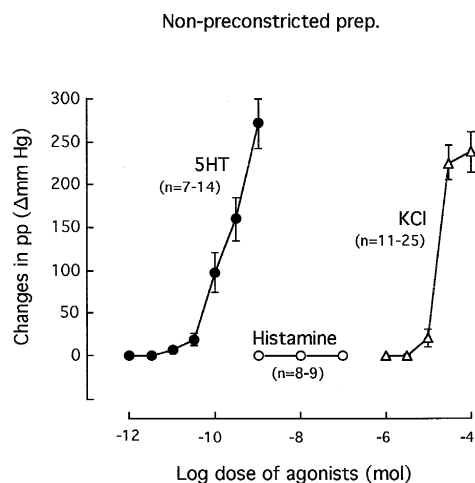 Non-preconstricted prep.
Changes in pp (Δmm Hg)
300
250
200
150
100
50
0
5HT
(n=7-14)
KCl
(n=11-25)
Histamine
(n=8-9)
-12
-10
-8
-6
-4
Log dose of agonists (mol)